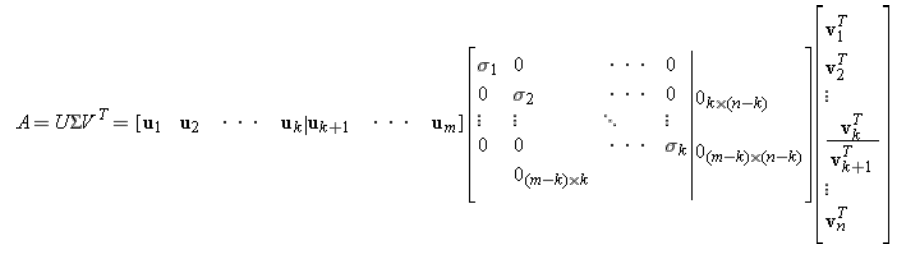 A = UΣV^T = [u_1 u_2 · · · u_k|u_{k+1} · · · u_m]
σ_1 0 · · · 0
0 σ_2 · · · 0
0_{k×(n−k)}
⋮ ⋮ ⋱ ⋮
0 0 · · · σ_k
0_{(m−k)×(n−k)}
0_{(m−k)×k}
v_1^T
v_2^T
⋮
v_k^T
v_{k+1}^T
⋮
v_n^T